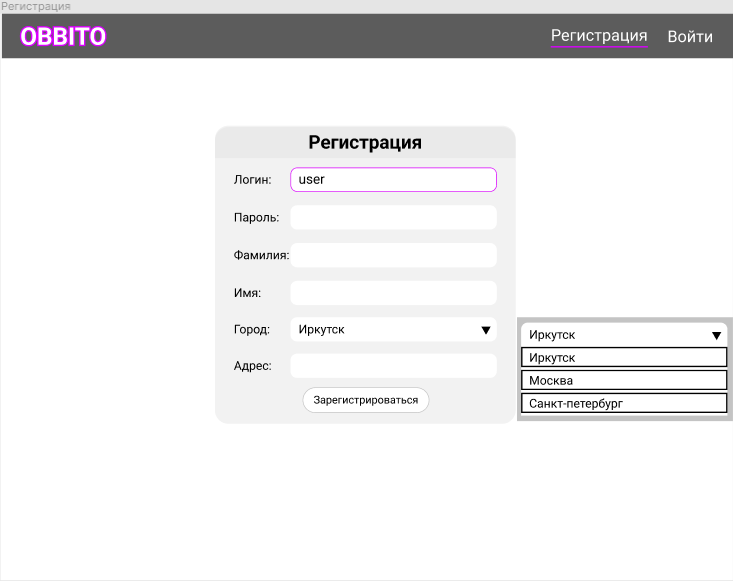 Регистрация
OBBITO
Регистрация
Войти
Регистрация
Логин:
user
Пароль:
Фамилия:
Имя:
Город:
Иркутск
Адрес:
Зарегистрироваться
Иркутск
Иркутск
Москва
Санкт-петербург